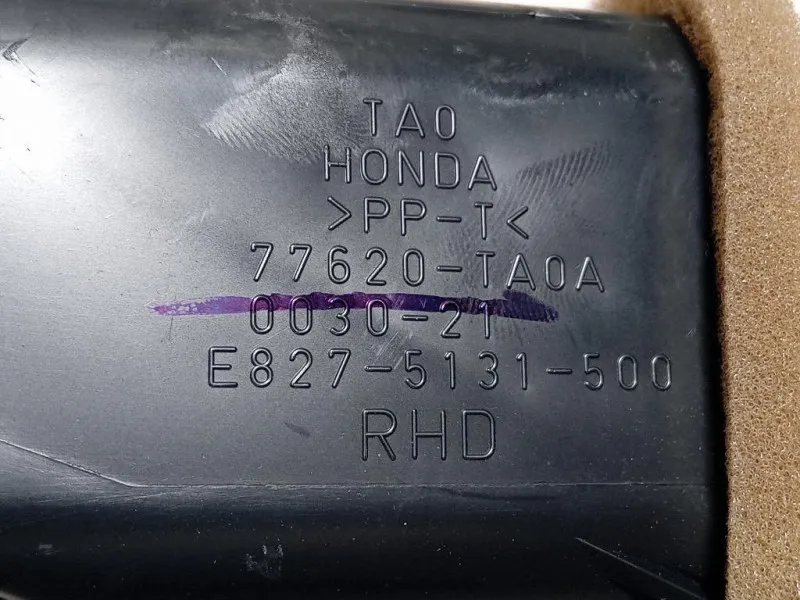 TA0
HONDA
>PP-T<
77620-TA0A
0030-21
E827-5131-500
RHD